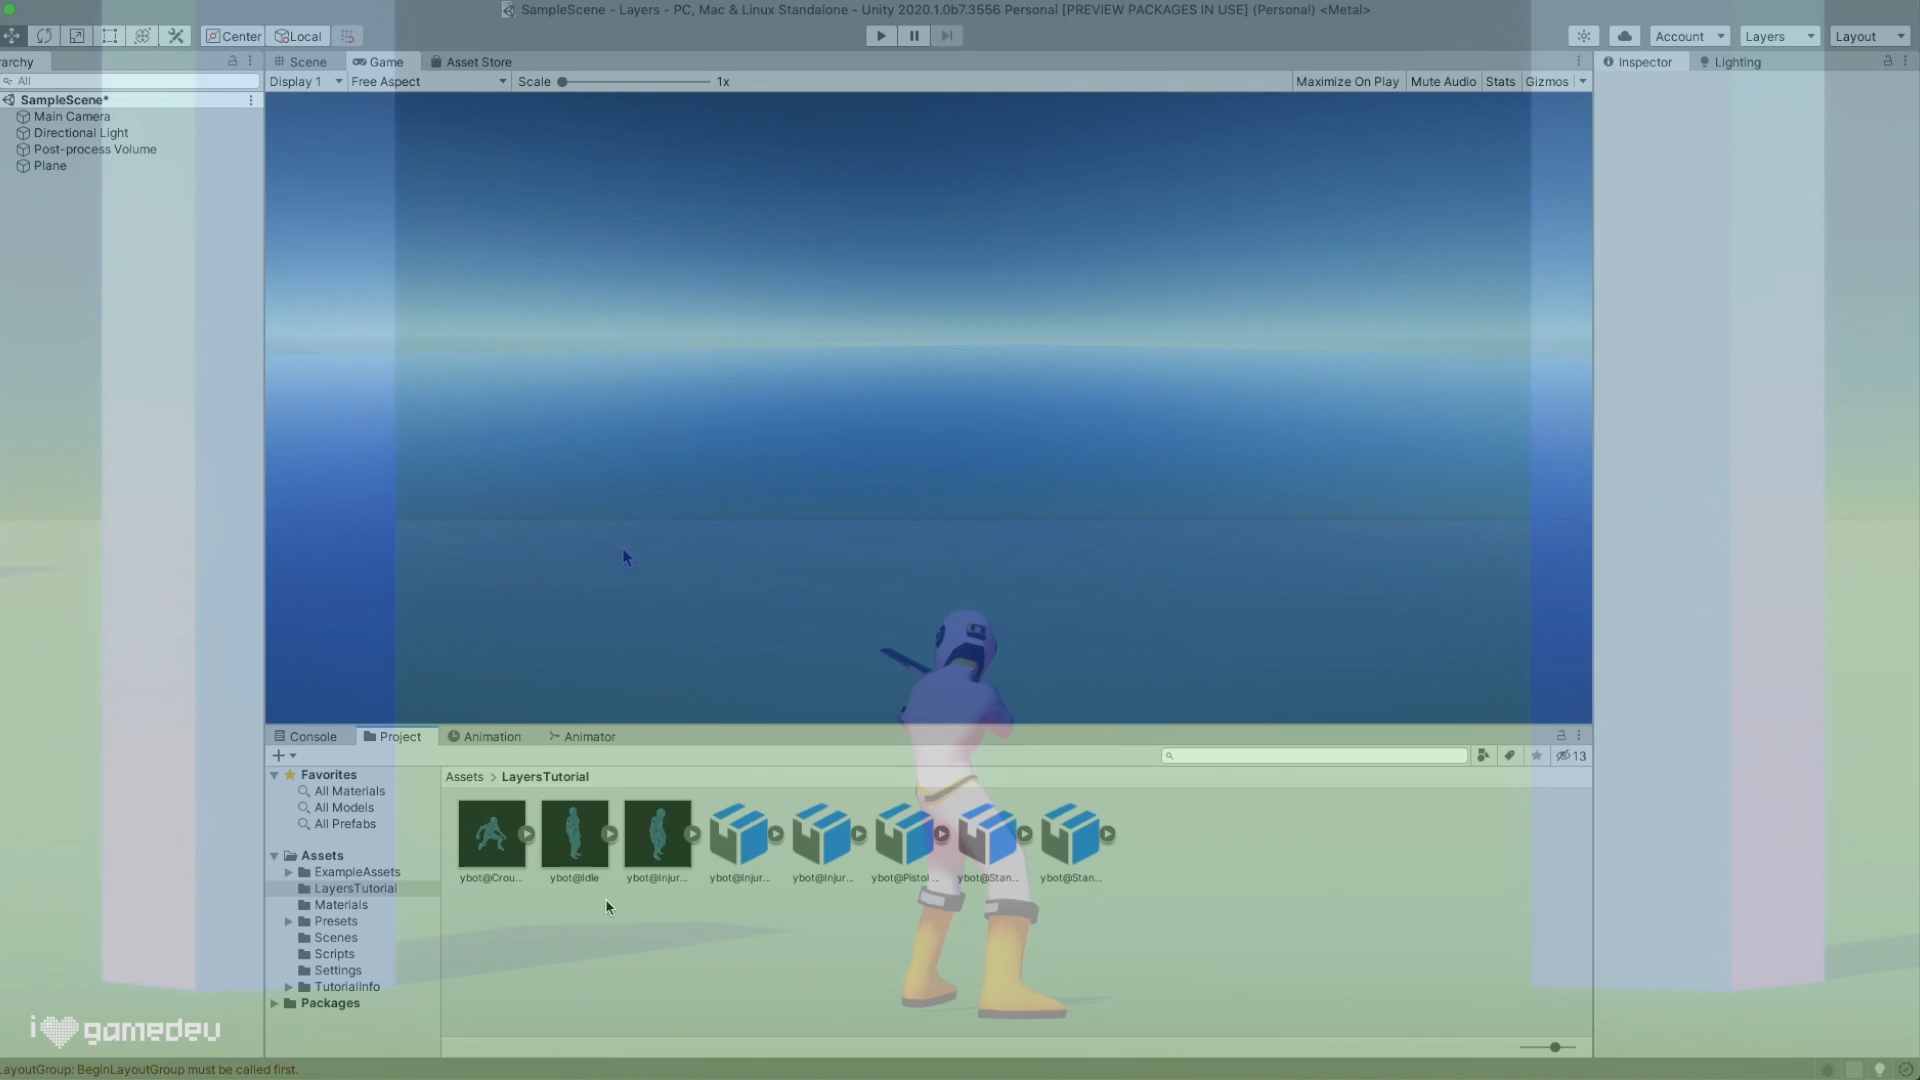 SampleScene - Layers - PC, Mac & Linux Standalone - Unity 2020.1.0b7.3556 Personal [PREVIEW PACKAGES IN USE] (Personal) <Metal>
Center Local Account Layers Layout
rarchy Scene Game Asset Store Inspector Lighting
All Display 1 Free Aspect Scale 1x Maximize On Play Mute Audio Stats Gizmos
SampleScene*
Main Camera
Directional Light
Post-process Volume
Plane
Console Project Animation Animator
13
Favorites
All Materials
All Models
All Prefabs
Assets
ExampleAssets
LayersTutorial
Materials
Presets
Scenes
Scripts
Settings
TutorialInfo
Packages
Assets > LayersTutorial
ybot@Crou... ybot@Idle ybot@Injur... ybot@Injur... ybot@Injur... ybot@Pistol ... ybot@Stan... ybot@Stan...
i gamedev
LayoutGroup: BeginLayoutGroup must be called first.